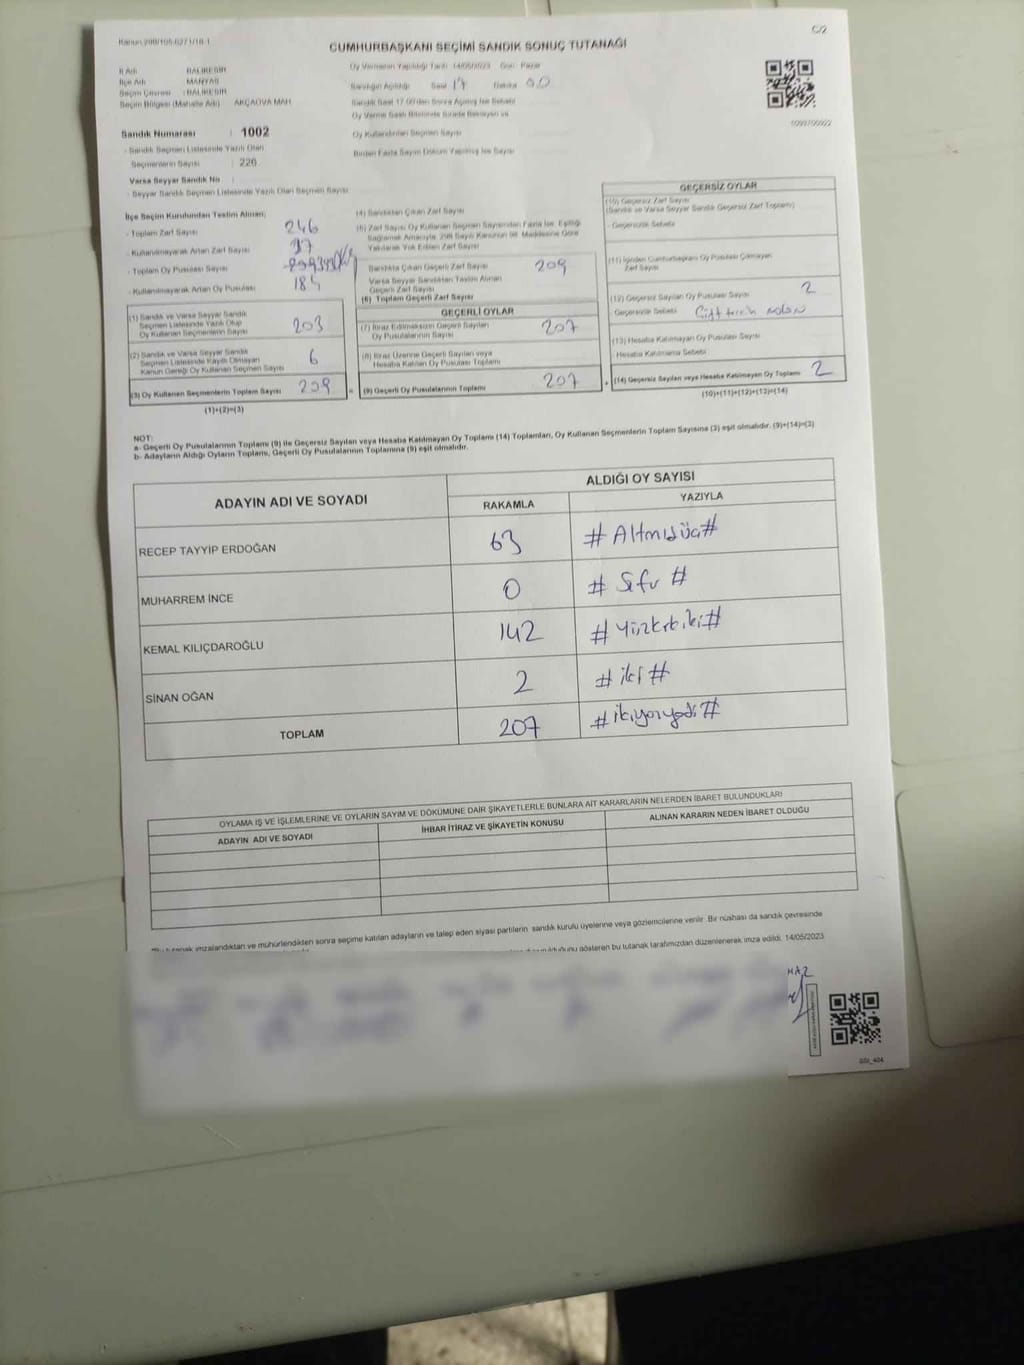 Kanun 298/105-6271/18-1
C/2
CUMHURBAŞKANI SEÇİMİ SANDIK SONUÇ TUTANAĞI
İl Adı : BALIKESİR
İlçe Adı : MANYAS
Seçim Çevresi : BALIKESİR
Seçim Bölgesi (Mahalle Adı) AKÇAOVA MAH.
Sandık Numarası : 1002
- Sandık Seçmen Listesinde Yazılı Olan
Seçmenlerin Sayısı : 226
Varsa Seyyar Sandık No :
- Seyyar Sandık Seçmen Listesinde Yazılı Olan Seçmen Sayısı
Oy Vermenin Yapıldığı Tarih 14/05/2023 Gün: Pazar
Sandığın Açıldığı Saat 17 Dakika 00
Sandık Saat 17.00'den Sonra Açılmış İse Sebebi
Oy Verme Saati Bitiminde Sırada Bekleyen ve
Oy Kullandırılan Seçmen Sayısı
Birden Fazla Sayım Döküm Yapılmış İse Sayısı
İlçe Seçim Kurulundan Teslim Alınan;
- Toplam Zarf Sayısı 246
- Kullanılmayarak Artan Zarf Sayısı 37
- Toplam Oy Pusulası Sayısı
- Kullanılmayarak Artan Oy Pusulası 184
(1) Sandık ve Varsa Seyyar Sandık
Seçmen Listesinde Yazılı Olup
Oy Kullanan Seçmenlerin Sayısı 203
(2) Sandık ve Varsa Seyyar Sandık
Seçmen Listesinde Kayıtlı Olmayan
Kanun Gereği Oy Kullanan Seçmen Sayısı 6
(3) Oy Kullanan Seçmenlerin Toplam Sayısı 209
(1)+(2)=(3)
(4) Sandıktan Çıkan Zarf Sayısı
(5) Zarf Sayısı Oy Kullanan Seçmen Sayısından Fazla İse, Eşitliği
Sağlamak Amacıyla, 298 Sayılı Kanunun 98. Maddesine Göre
Yakılarak Yok Edilen Zarf Sayısı
Sandıkta Çıkan Geçerli Zarf Sayısı 209
Varsa Seyyar Sandıktan Teslim Alınan
Geçerli Zarf Sayısı
(6) Toplam Geçerli Zarf Sayısı
GEÇERLİ OYLAR
(7) İtiraz Edilmeksizin Geçerli Sayılan
Oy Pusulalarının Sayısı 207
(8) İtiraz Üzerine Geçerli Sayılan veya
Hesaba Katılan Oy Pusulası Toplamı
(9) Geçerli Oy Pusulalarının Toplamı 207
1099700922
GEÇERSİZ OYLAR
(10) Geçersiz Zarf Sayısı
(Sandık ve Varsa Seyyar Sandık Geçersiz Zarf Toplamı)
- Geçersizlik Sebebi
(11) İçinden Cumhurbaşkanı Oy Pusulası Çıkmayan
Zarf Sayısı
(12) Geçersiz Sayılan Oy Pusulası Sayısı 2
Geçersizlik Sebebi Çift tercih
(13) Hesaba Katılmayan Oy Pusulası Sayısı
Hesaba Katılmama Sebebi
(14) Geçersiz Sayılan veya Hesaba Katılmayan Oy Toplamı 2
(10)+(11)+(12)+(13)=(14)
NOT:
a- Geçerli Oy Pusulalarının Toplamı (9) ile Geçersiz Sayılan veya Hesaba Katılmayan Oy Toplamı (14) Toplamları, Oy Kullanan Seçmenlerin Toplam Sayısına (3) eşit olmalıdır. (9)+(14)=(3)
b- Adayların Aldığı Oyların Toplamı, Geçerli Oy Pusulalarının Toplamına (9) eşit olmalıdır.
ADAYIN ADI VE SOYADI
ALDIĞI OY SAYISI
RAKAMLA YAZIYLA
RECEP TAYYİP ERDOĞAN 63 #Altmışüç#
MUHARREM İNCE 0 #Sıfır#
KEMAL KILIÇDAROĞLU 142 #Yüzkırkiki#
SİNAN OĞAN 2 #iki#
TOPLAM 207 #ikiyüzyedi#
OYLAMA İŞ VE İŞLEMLERİNE VE OYLARIN SAYIM VE DÖKÜMÜNE DAİR ŞİKAYETLERLE BUNLARA AİT KARARLARIN NELERDEN İBARET BULUNDUKLARI
ADAYIN ADI VE SOYADI İHBAR İTİRAZ VE ŞİKAYETİN KONUSU ALINAN KARARIN NEDEN İBARET OLDUĞU
tutanak imzalandıktan ve mühürlendikten sonra seçime katılan adayların ve talep eden siyasi partilerin sandık kurulu üyelerine veya gözlemcilerine verilir. Bir nüshası da sandık çevresinde
olduğunu gösteren bu tutanak tarafımızdan düzenlenerek imza edildi. 14/05/2023